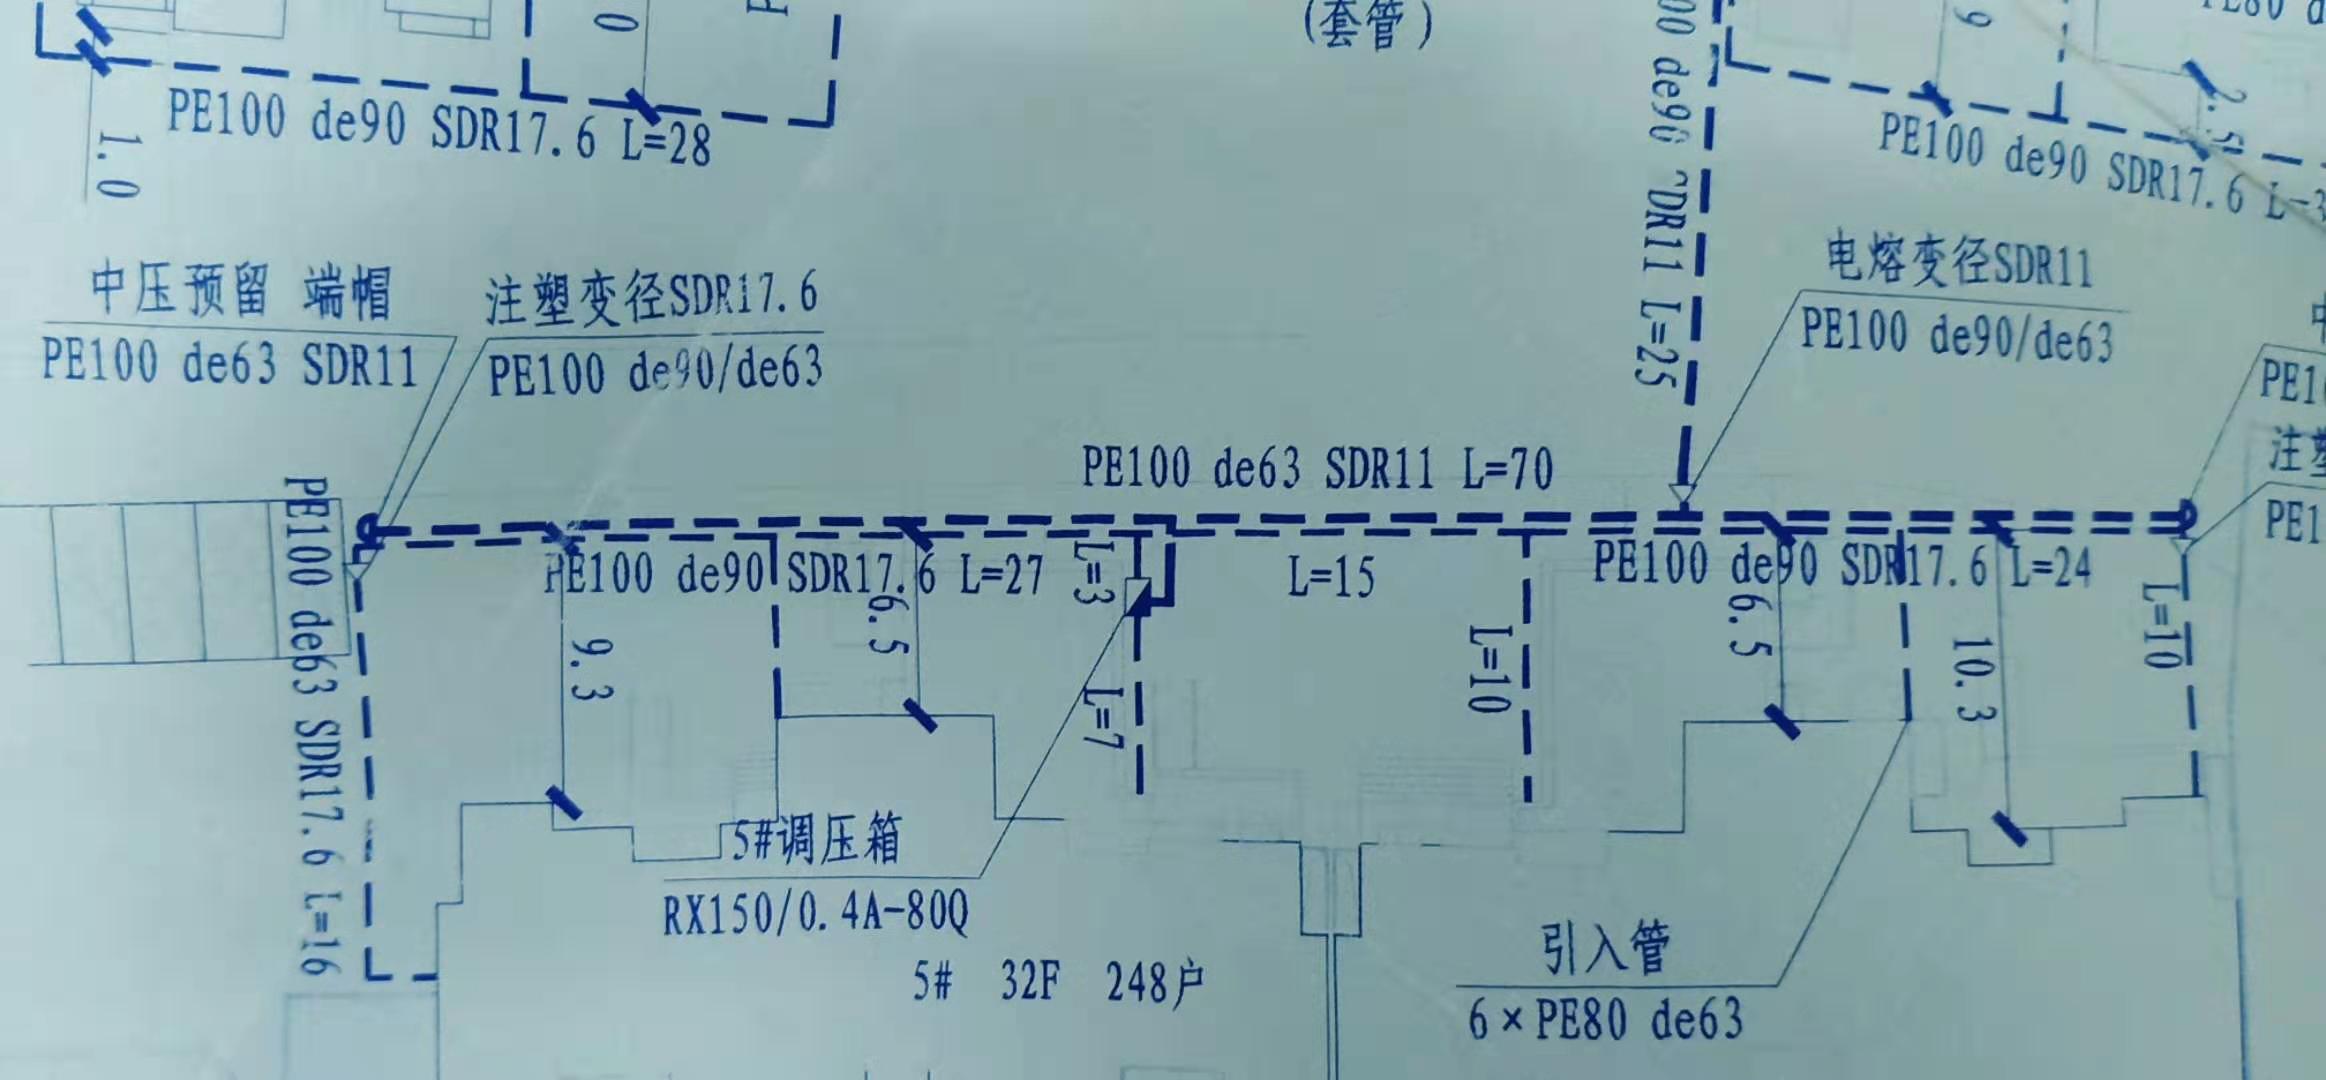 (套管)
PE100 de90 SDR17.6 L=28
1.0
PE100 de90 SDR17.6
2.5
de90 SDR11 L=25
中压预留 端帽
PE100 de63 SDR11
注塑变径SDR17.6
PE100 de90/de63
电熔变径SDR11
PE100 de90/de63
PE100 de63 SDR11 L=70
PE100 de90 SDR17.6 L=27
L=3
L=15
PE100 de90 SDR17.6 L=24
PE100 de63 SDR17.6 L=16
9.3
6.5
L=7
L=10
6.5
10.3
L=10
5#调压箱
RX150/0.4A-80Q
5# 32F 248户
引入管
6×PE80 de63